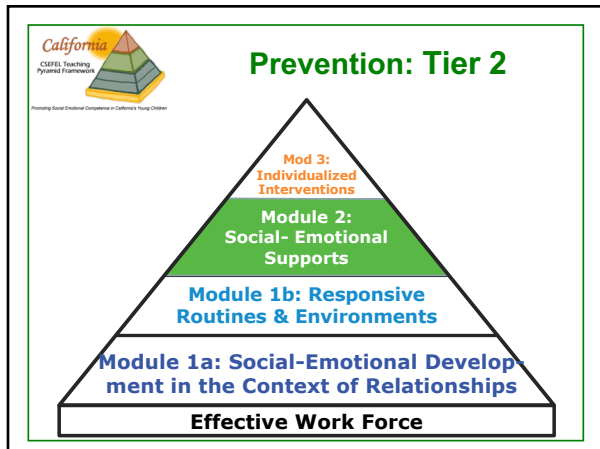 California
CSEFEL Teaching
Pyramid Framework
Promoting Social Emotional Competence in California's Young Children
Prevention: Tier 2
Mod 3:
Individualized
Interventions
Module 2:
Social- Emotional
Supports
Module 1b: Responsive
Routines & Environments
Module 1a: Social-Emotional Develop-
ment in the Context of Relationships
Effective Work Force